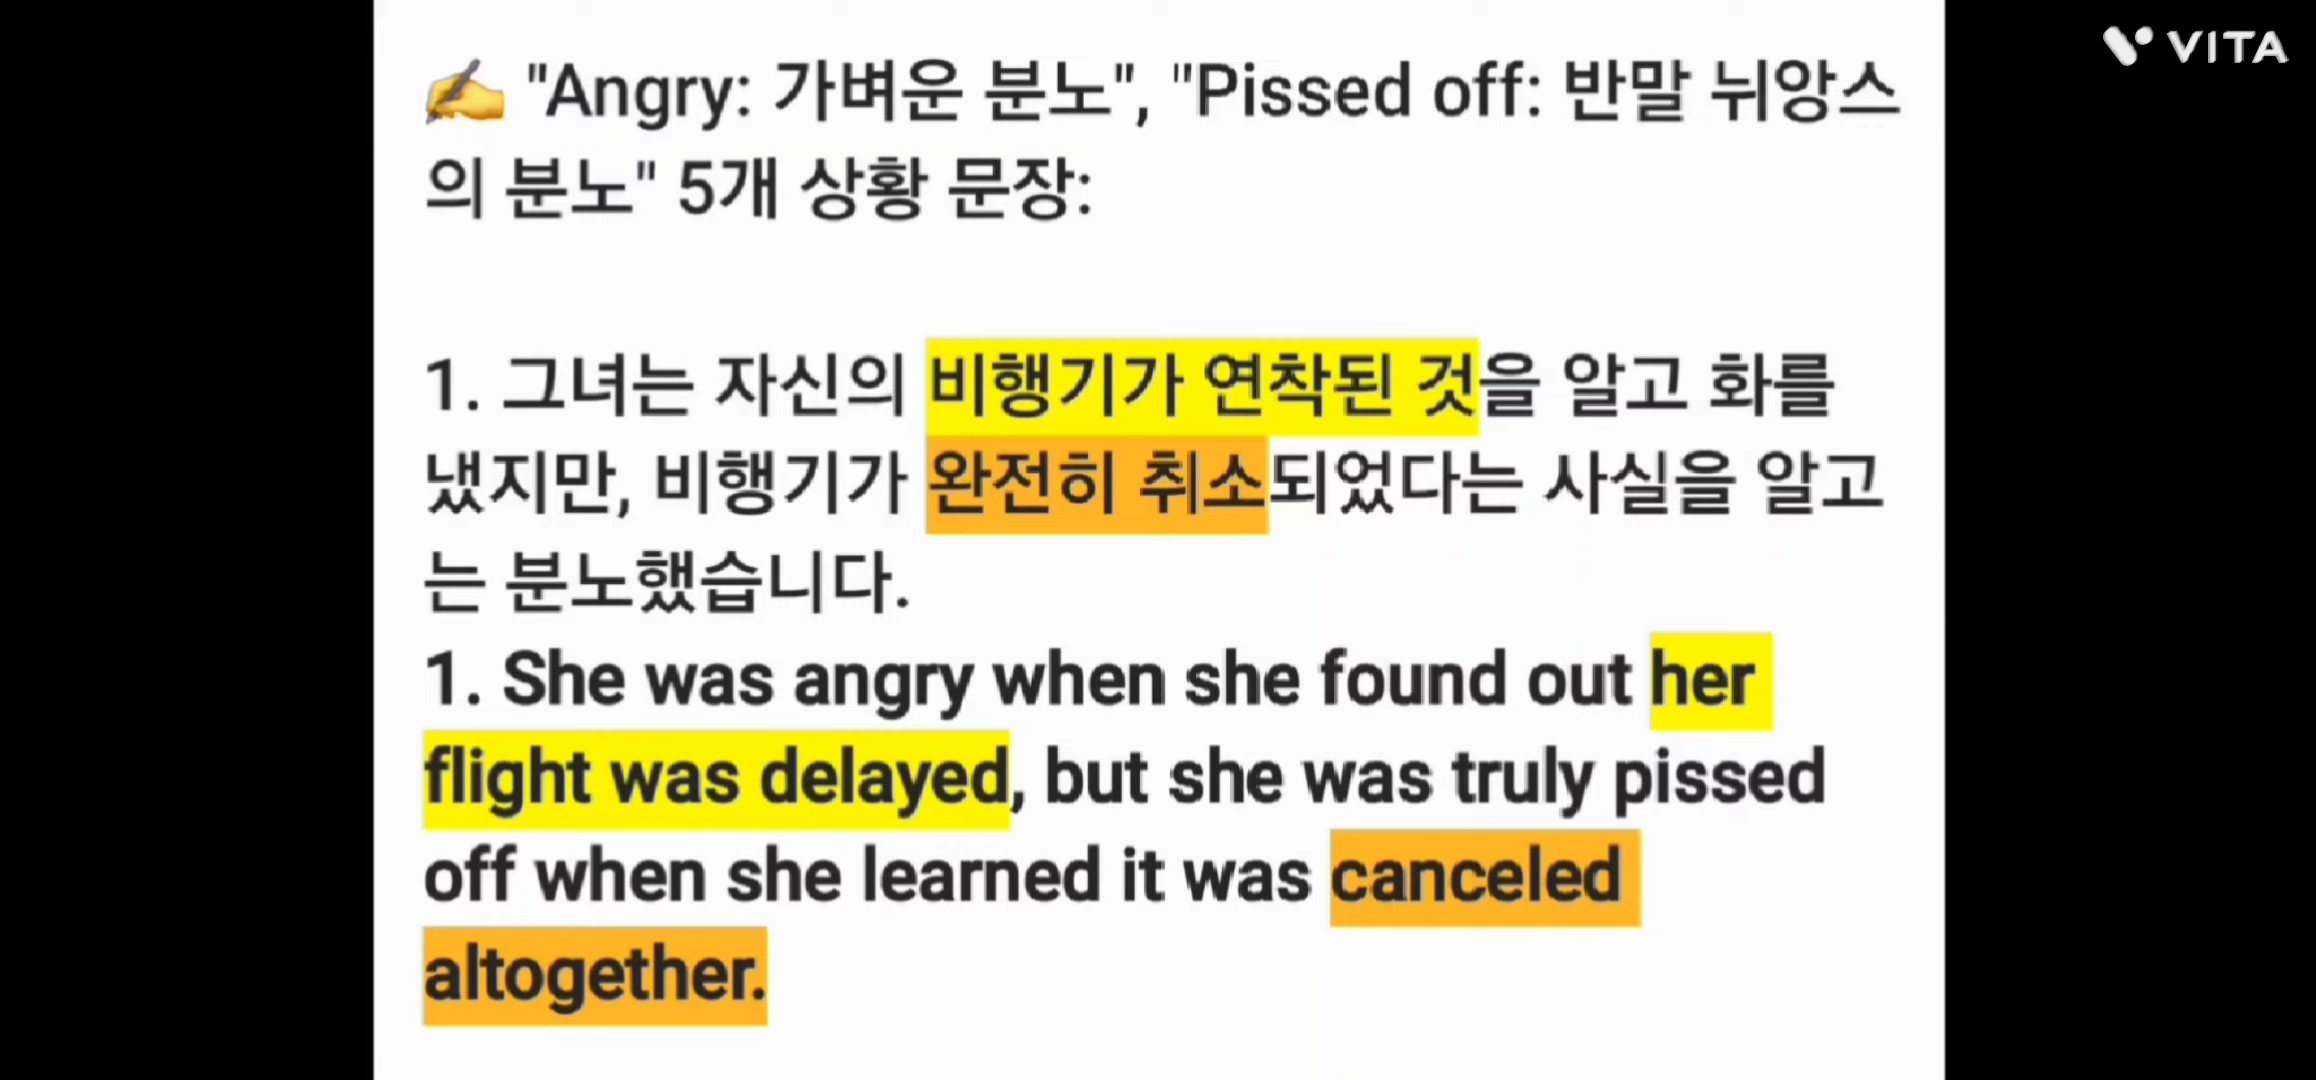 VITA
✍ "Angry: 가벼운 분노", "Pissed off: 반말 뉘앙스
의 분노" 5개 상황 문장:
1. 그녀는 자신의 비행기가 연착된 것을 알고 화를
냈지만, 비행기가 완전히 취소되었다는 사실을 알고
는 분노했습니다.
1. She was angry when she found out her
flight was delayed, but she was truly pissed
off when she learned it was canceled
altogether.